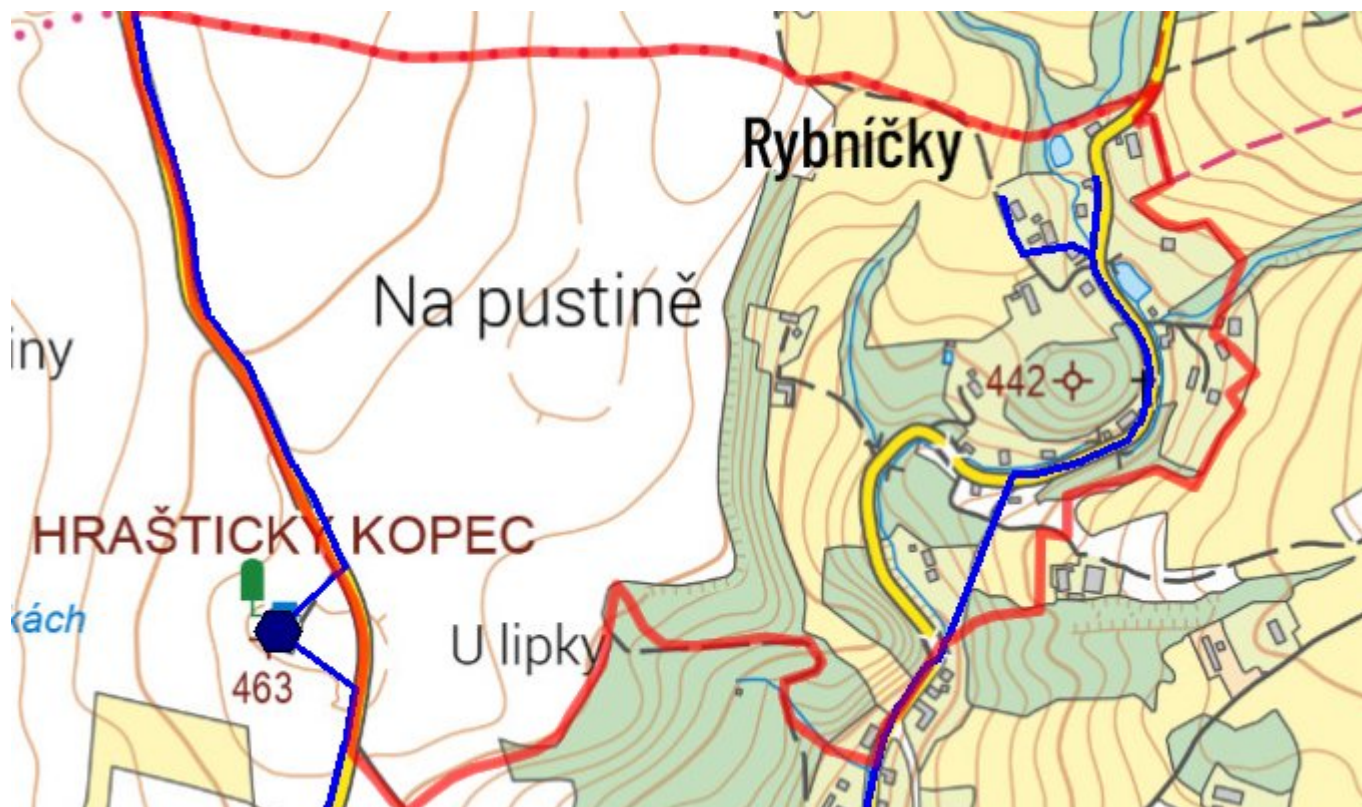 Rybníčky
Na pustině
iny
442
HRAŠTICKÝ KOPEC
kách
U lipky
463